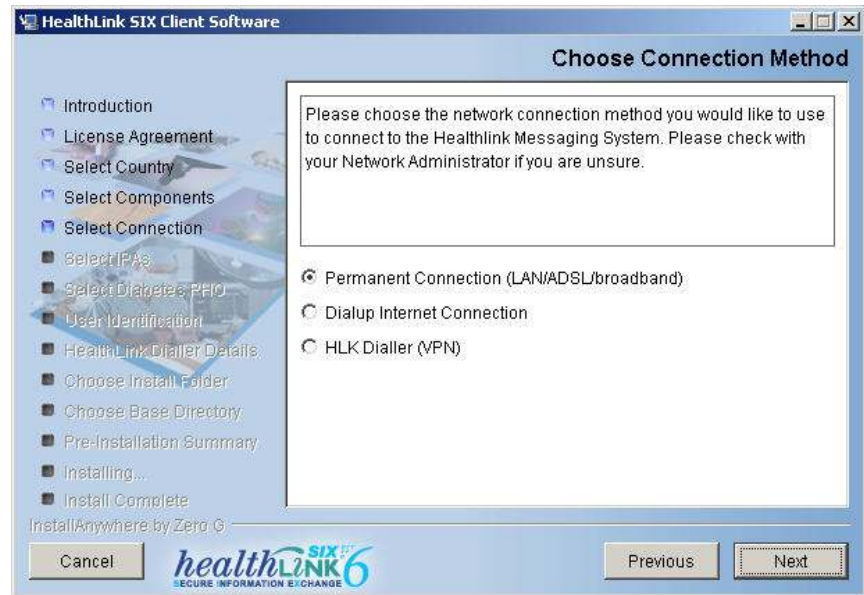 HealthLink SIX Client Software
Choose Connection Method
Introduction
License Agreement
Select Country
Select Components
Select Connection
Select IPAs
Select Diabetes PHO
User Identification
HealthLink Dialler Details
Choose Install Folder
Choose Base Directory
Pre-Installation Summary
Installing...
Install Complete
Please choose the network connection method you would like to use
to connect to the Healthlink Messaging System. Please check with
your Network Administrator if you are unsure.
Permanent Connection (LAN/ADSL/broadband)
Dialup Internet Connection
HLK Dialler (VPN)
InstallAnywhere by Zero G
Cancel
healthLINK SIX 6
SECURE INFORMATION EXCHANGE
Previous
Next